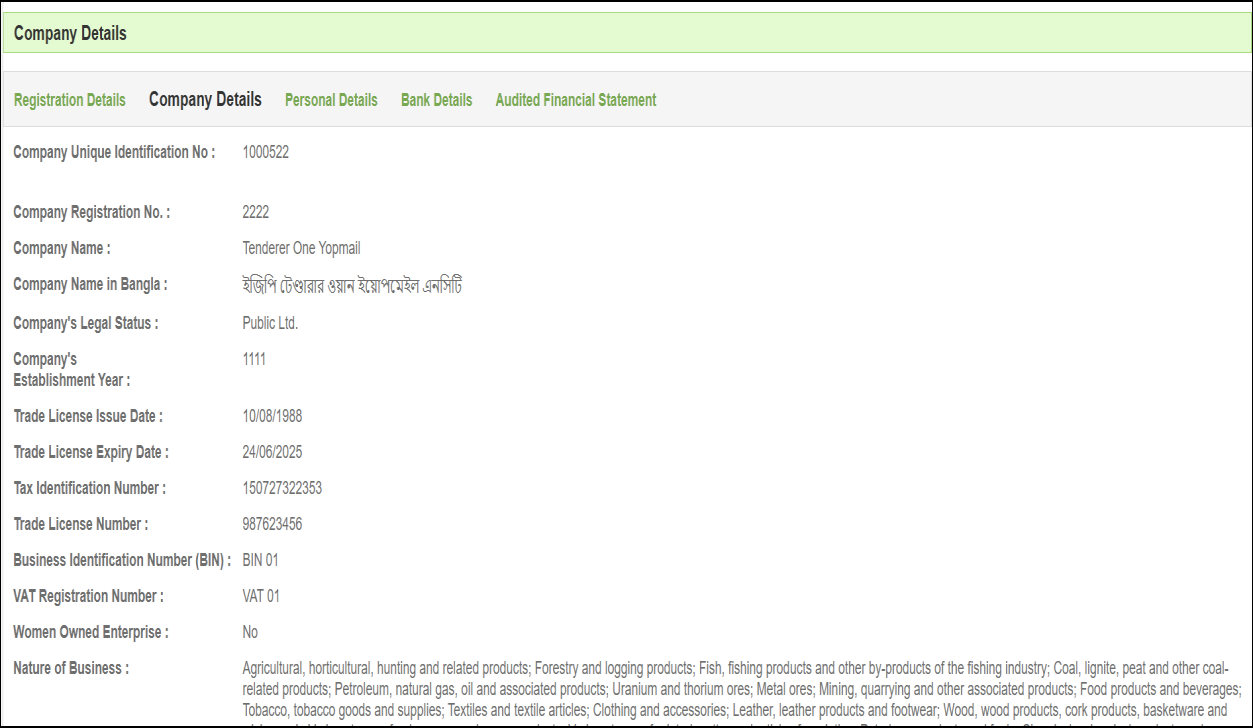 Company Details
Registration Details Company Details Personal Details Bank Details Audited Financial Statement
Company Unique Identification No : 1000522
Company Registration No. : 2222
Company Name : Tenderer One Yopmail
Company Name in Bangla : ইজিপি টেণ্ডারার ওয়ান ইয়োপমেইল এনসিটি
Company's Legal Status : Public Ltd.
Company's 1111
Establishment Year :
Trade License Issue Date : 10/08/1988
Trade License Expiry Date : 24/06/2025
Tax Identification Number : 150727322353
Trade License Number : 987623456
Business Identification Number (BIN) : BIN 01
VAT Registration Number : VAT 01
Women Owned Enterprise : No
Nature of Business : Agricultural, horticultural, hunting and related products; Forestry and logging products; Fish, fishing products and other by-products of the fishing industry; Coal, lignite, peat and other coal-
related products; Petroleum, natural gas, oil and associated products; Uranium and thorium ores; Metal ores; Mining, quarrying and other associated products; Food products and beverages;
Tobacco, tobacco goods and supplies; Textiles and textile articles; Clothing and accessories; Leather, leather products and footwear; Wood, wood products, cork products, basketware and